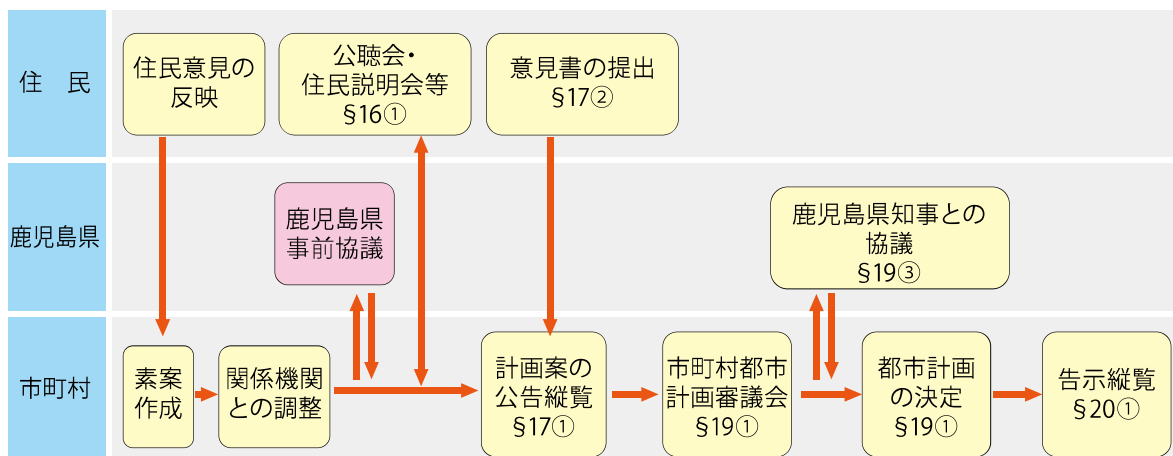 住　民
住民意見の
反映
公聴会・
住民説明会等
§16①
意見書の提出
§17②
鹿児島県
鹿児島県
事前協議
鹿児島県知事との
協議
§19③
市町村
素案
作成
関係機関
との調整
計画案の
公告縦覧
§17①
市町村都市
計画審議会
§19①
都市計画
の決定
§19①
告示縦覧
§20①